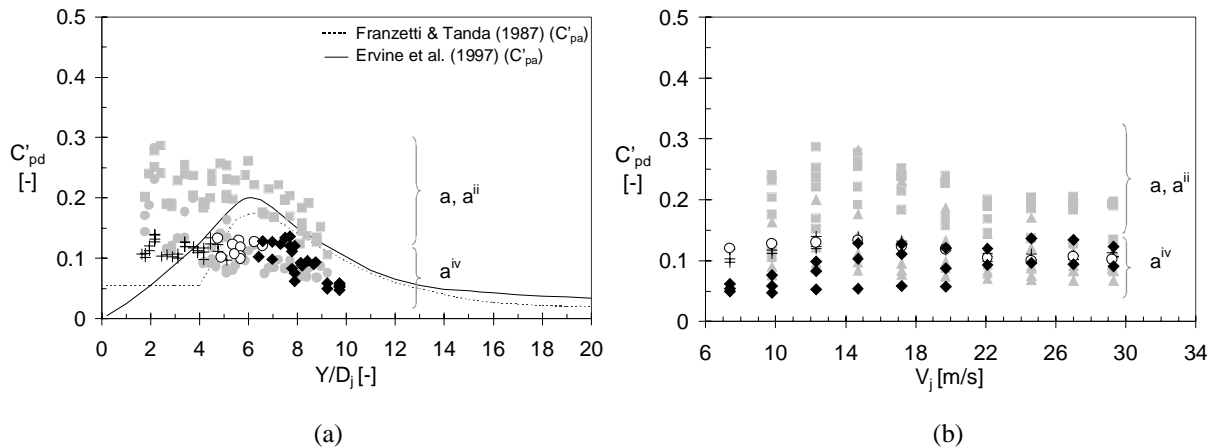 0.5
0.4
0.3
0.2
0.1
0
C'pd
[-]
0 2 4 6 8 10 12 14 16 18 20
Y/Dj [-]
Franzetti & Tanda (1987) (C'pa)
Ervine et al. (1997) (C'pa)
a, aii
aiv
(a)
0.5
0.4
0.3
0.2
0.1
0
C'pd
[-]
6 10 14 18 22 26 30 34
Vj [m/s]
a, aii
aiv
(b)